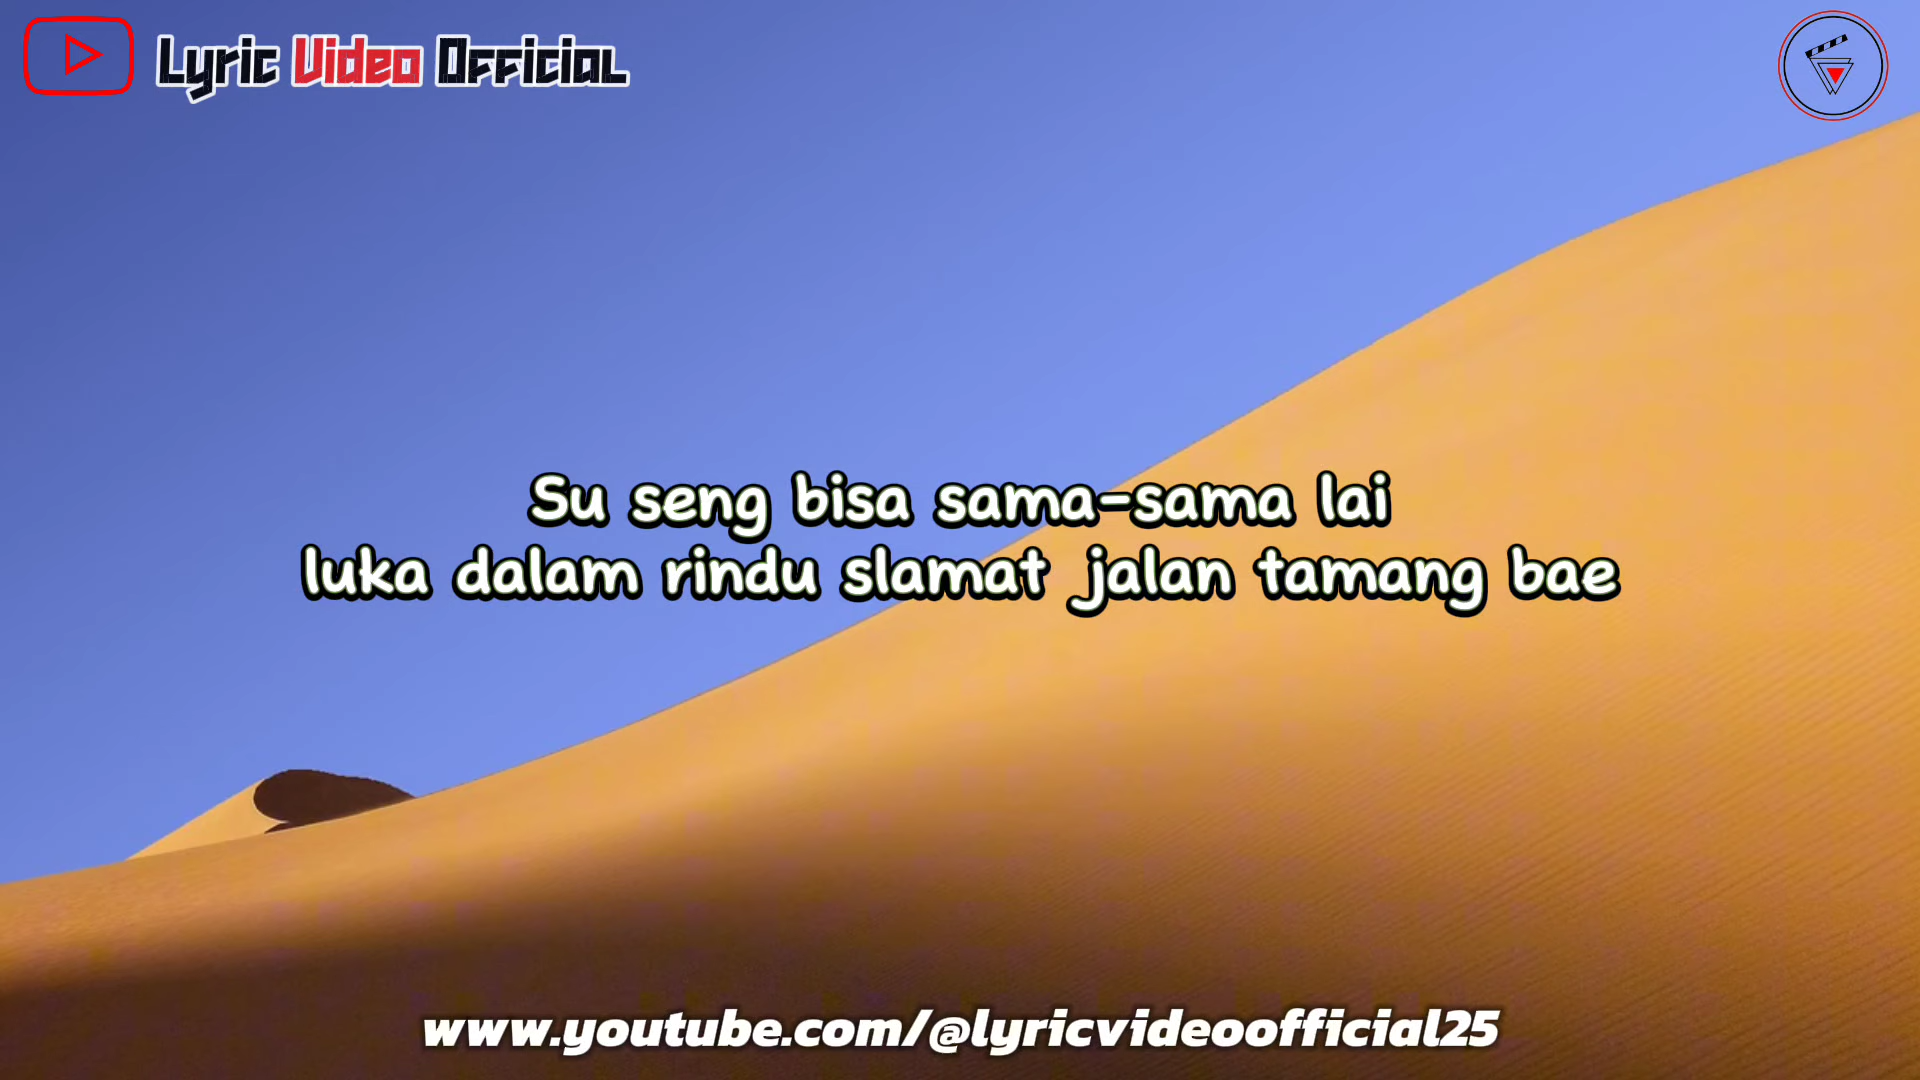 Lyric Video Official
Su seng bisa sama-sama lai
luka dalam rindu slamat jalan tamang bae
www.youtube.com/@lyricvideoofficial25